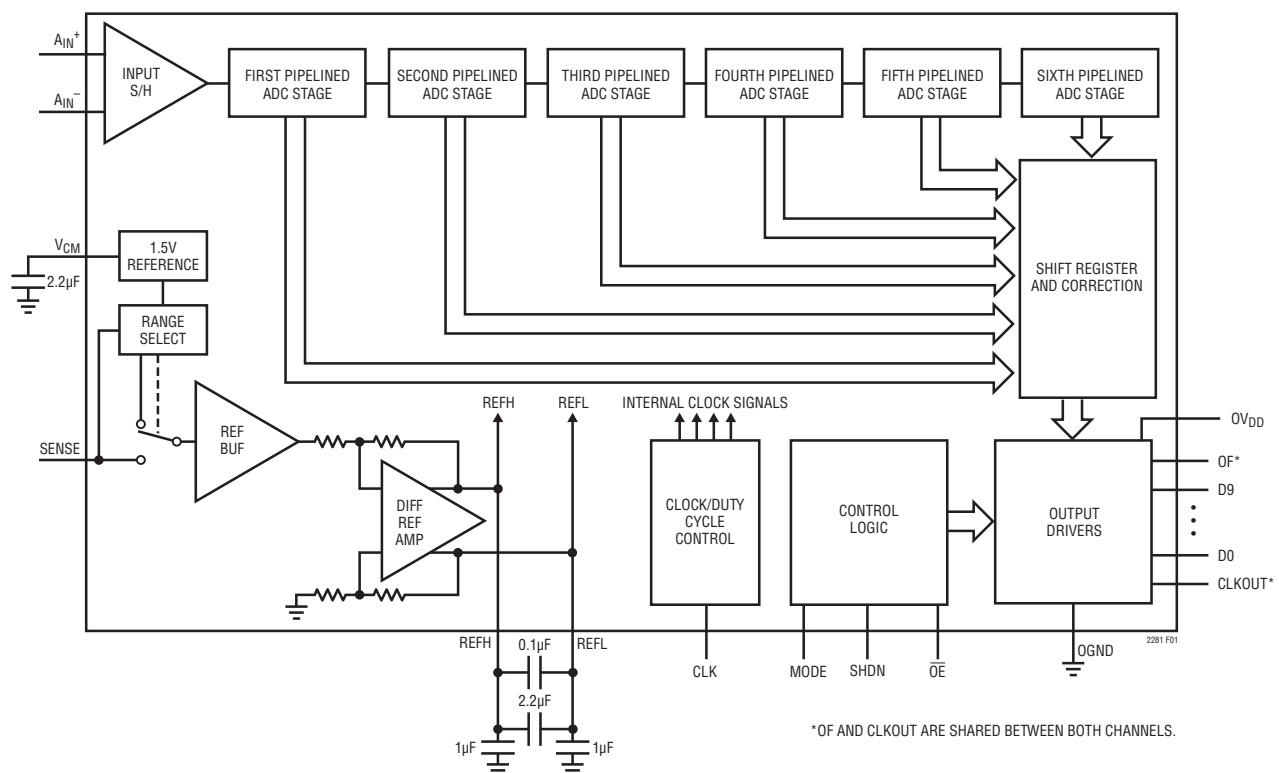 AIN+
AIN–
INPUT
S/H
FIRST PIPELINED
ADC STAGE
SECOND PIPELINED
ADC STAGE
THIRD PIPELINED
ADC STAGE
FOURTH PIPELINED
ADC STAGE
FIFTH PIPELINED
ADC STAGE
SIXTH PIPELINED
ADC STAGE
SHIFT REGISTER
AND CORRECTION
VCM
2.2µF
1.5V
REFERENCE
RANGE
SELECT
SENSE
REF
BUF
DIFF
REF
AMP
REFH
REFL
INTERNAL CLOCK SIGNALS
CLOCK/DUTY
CYCLE
CONTROL
CONTROL
LOGIC
OUTPUT
DRIVERS
OVDD
OF*
D9
D0
CLKOUT*
2281 F01
REFH
0.1µF
REFL
2.2µF
1µF
1µF
CLK
MODE
SHDN
OE
OGND
*OF AND CLKOUT ARE SHARED BETWEEN BOTH CHANNELS.